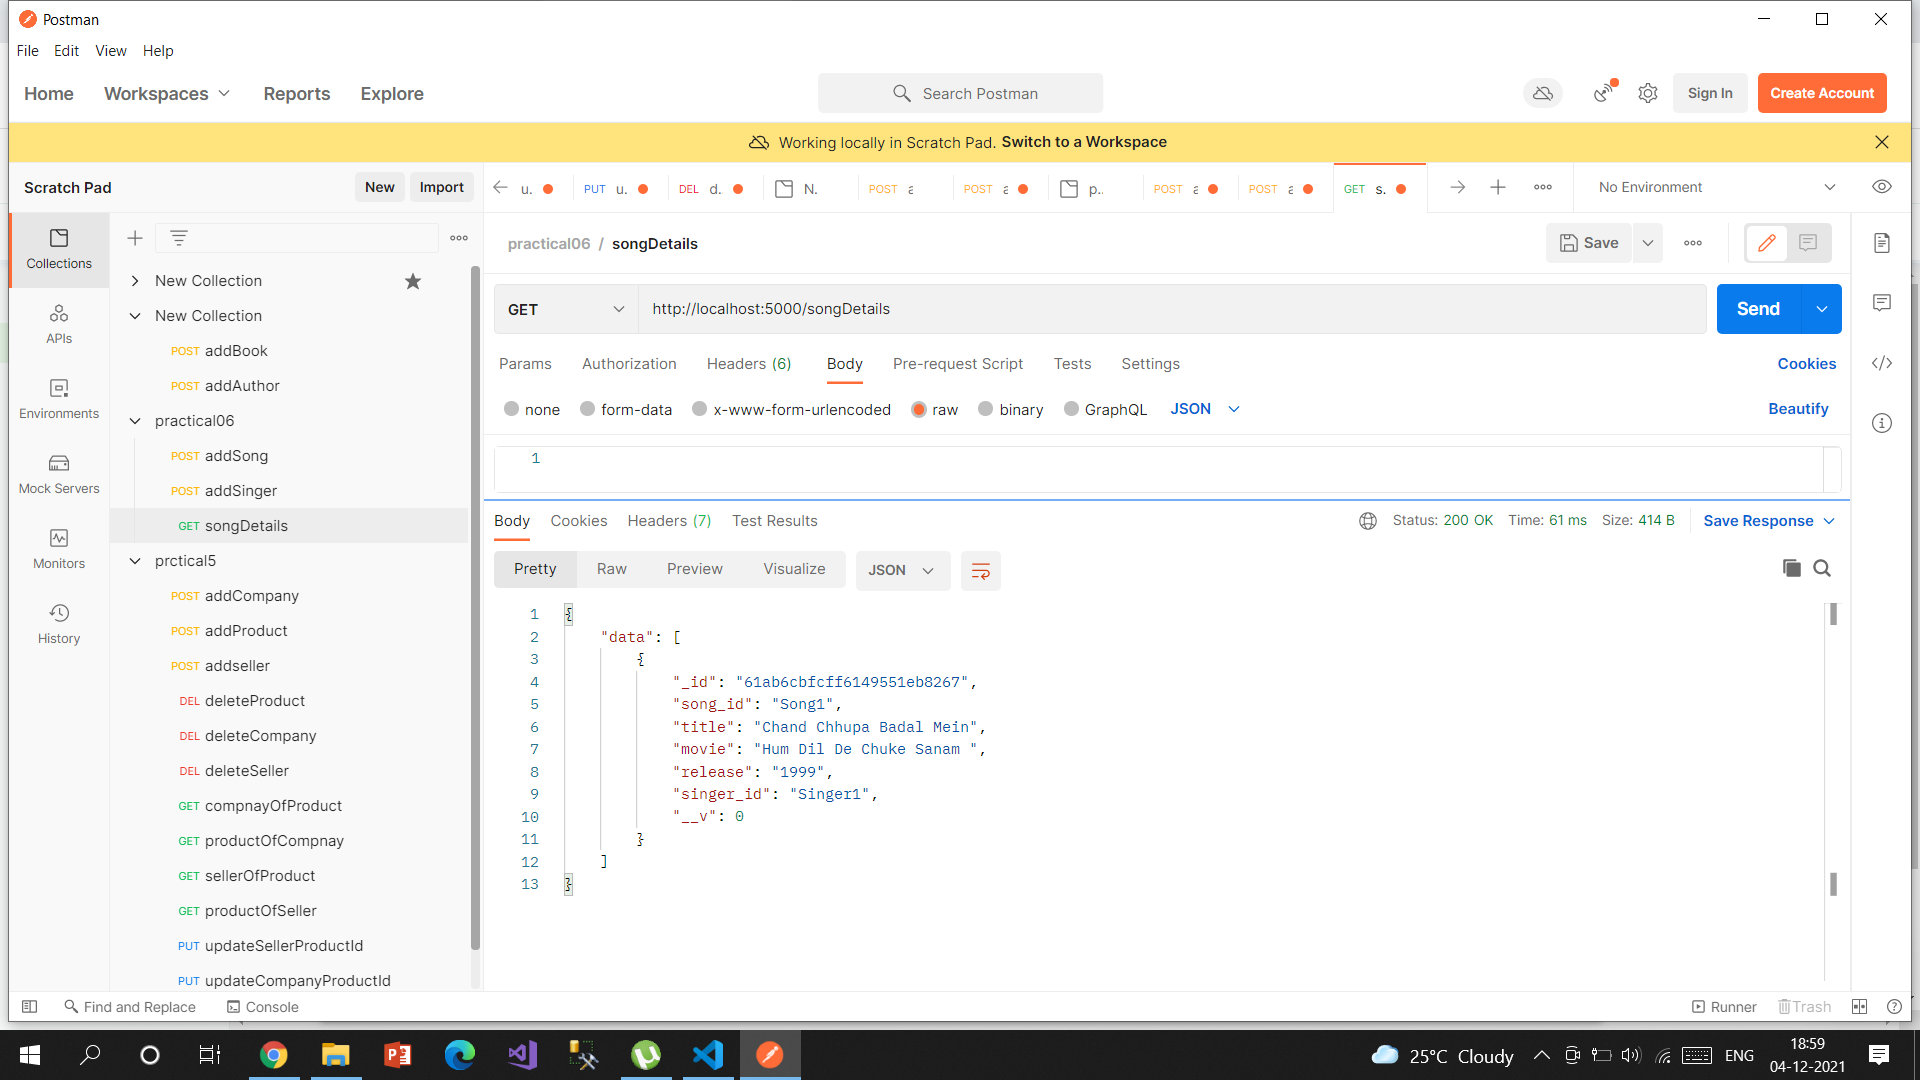 Postman
File Edit View Help
Home Workspaces Reports Explore
Search Postman
Sign In
Create Account
Working locally in Scratch Pad. Switch to a Workspace
Scratch Pad
New
Import
u.
PUT u.
DEL d.
N.
POST a
POST a
p..
POST a
POST a
GET s.
No Environment
Collections
APIs
Environments
Mock Servers
Monitors
History
New Collection
New Collection
POST addBook
POST addAuthor
practical06
POST addSong
POST addSinger
GET songDetails
prctical5
POST addCompany
POST addProduct
POST addseller
DEL deleteProduct
DEL deleteCompany
DEL deleteSeller
GET compnayOfProduct
GET productOfCompnay
GET sellerOfProduct
GET productOfSeller
PUT updateSellerProductId
PUT updateCompanyProductId
practical06 / songDetails
Save
GET http://localhost:5000/songDetails
Send
Params Authorization Headers (6) Body Pre-request Script Tests Settings
Cookies
none form-data x-www-form-urlencoded raw binary GraphQL JSON
Beautify
1
Body Cookies Headers (7) Test Results
Status: 200 OK Time: 61 ms Size: 414 B
Save Response
Pretty Raw Preview Visualize JSON
1 {
2 "data": [
3 {
4 "_id": "61ab6cbfcff6149551eb8267",
5 "song_id": "Song1",
6 "title": "Chand Chhupa Badal Mein",
7 "movie": "Hum Dil De Chuke Sanam ",
8 "release": "1999",
9 "singer_id": "Singer1",
10 "__v": 0
11 }
12 ]
13 }
Find and Replace Console
Runner Trash
25°C Cloudy
ENG
18:59
04-12-2021